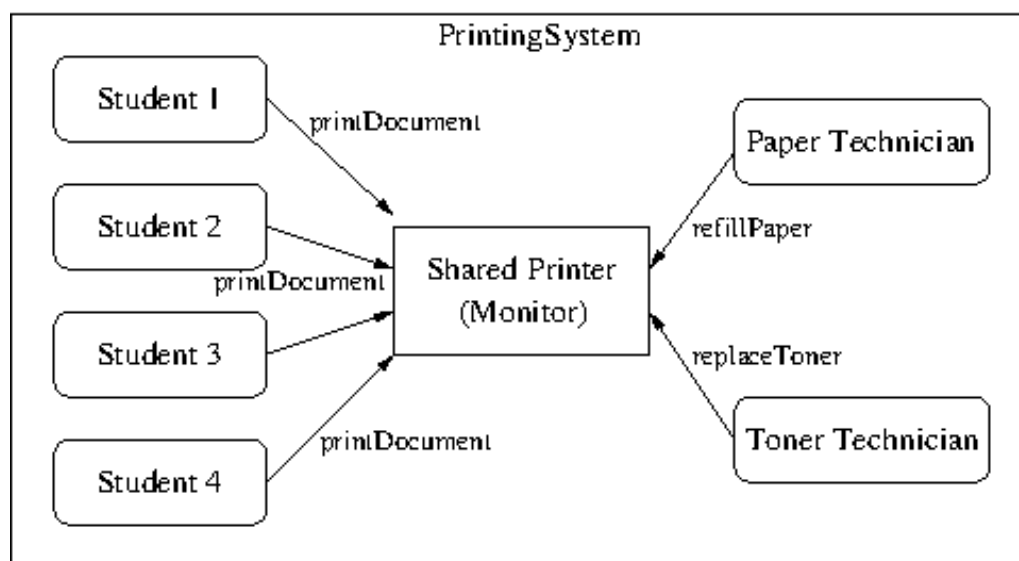 PrintingSystem
Student 1
printDocument
Paper Technician
Student 2
refillPaper
printDocument
Shared Printer
(Monitor)
Student 3
replaceToner
printDocument
Toner Technician
Student 4